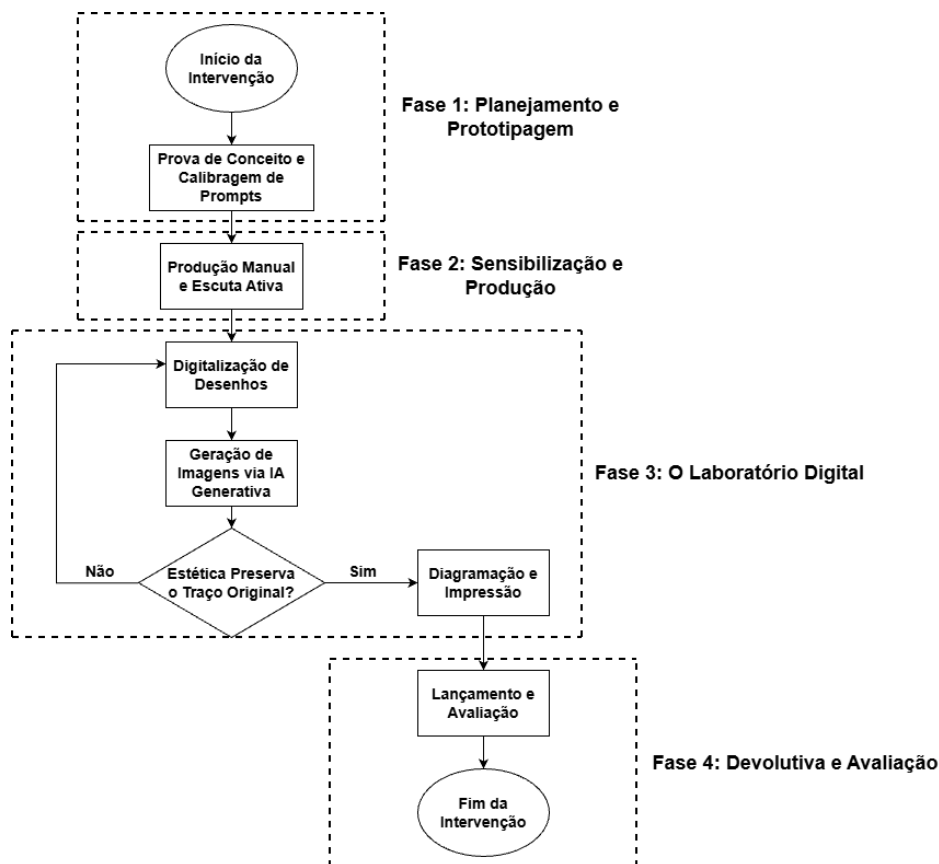 Início da
Intervenção
Fase 1: Planejamento e
Prototipagem
Prova de Conceito e
Calibragem de
Prompts
Produção Manual
e Escuta Ativa
Fase 2: Sensibilização e
Produção
Digitalização de
Desenhos
Geração de
Imagens via IA
Generativa
Fase 3: O Laboratório Digital
Não
Estética Preserva
o Traço Original?
Sim
Diagramação e
Impressão
Lançamento e
Avaliação
Fase 4: Devolutiva e Avaliação
Fim da
Intervenção